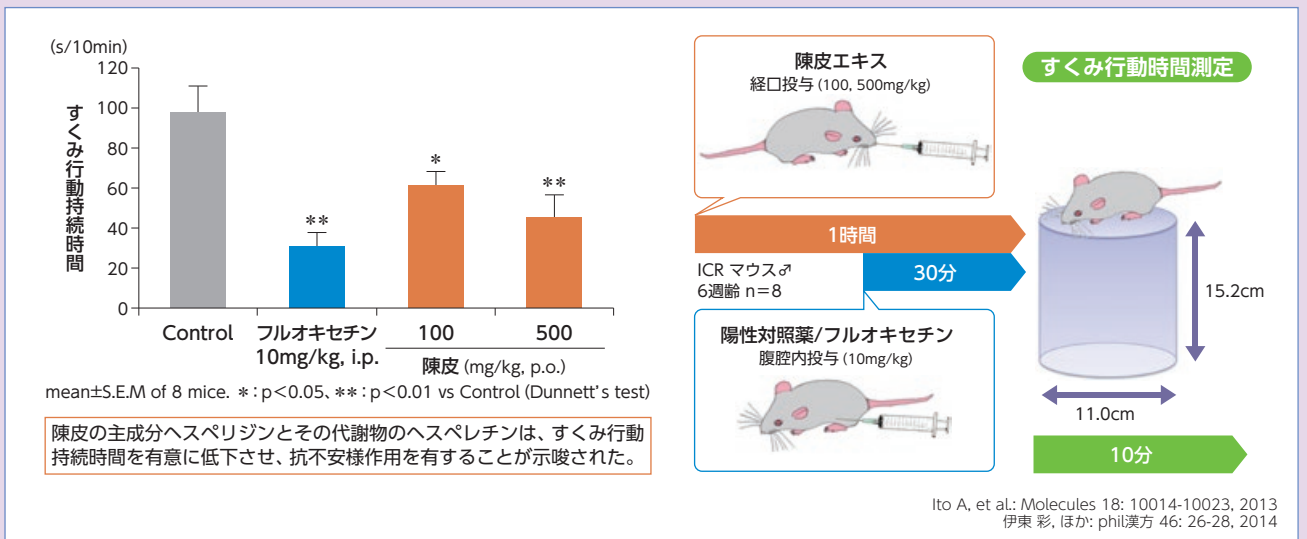 (s/10min)
120
100
80
60
40
20
0
すくみ行動持続時間
**
*
**
Control
フルオキセチン
10mg/kg, i.p.
100
500
陳皮 (mg/kg, p.o.)
mean±S.E.M of 8 mice. *:p<0.05、**:p<0.01 vs Control (Dunnett's test)
陳皮の主成分ヘスペリジンとその代謝物のヘスペレチンは、すくみ行動
持続時間を有意に低下させ、抗不安様作用を有することが示唆された。
陳皮エキス
経口投与 (100, 500mg/kg)
1時間
ICR マウス♂
6週齢 n=8
30分
陽性対照薬/フルオキセチン
腹腔内投与 (10mg/kg)
すくみ行動時間測定
15.2cm
11.0cm
10分
Ito A, et al.: Molecules 18: 10014-10023, 2013
伊東 彩, ほか: phil漢方 46: 26-28, 2014